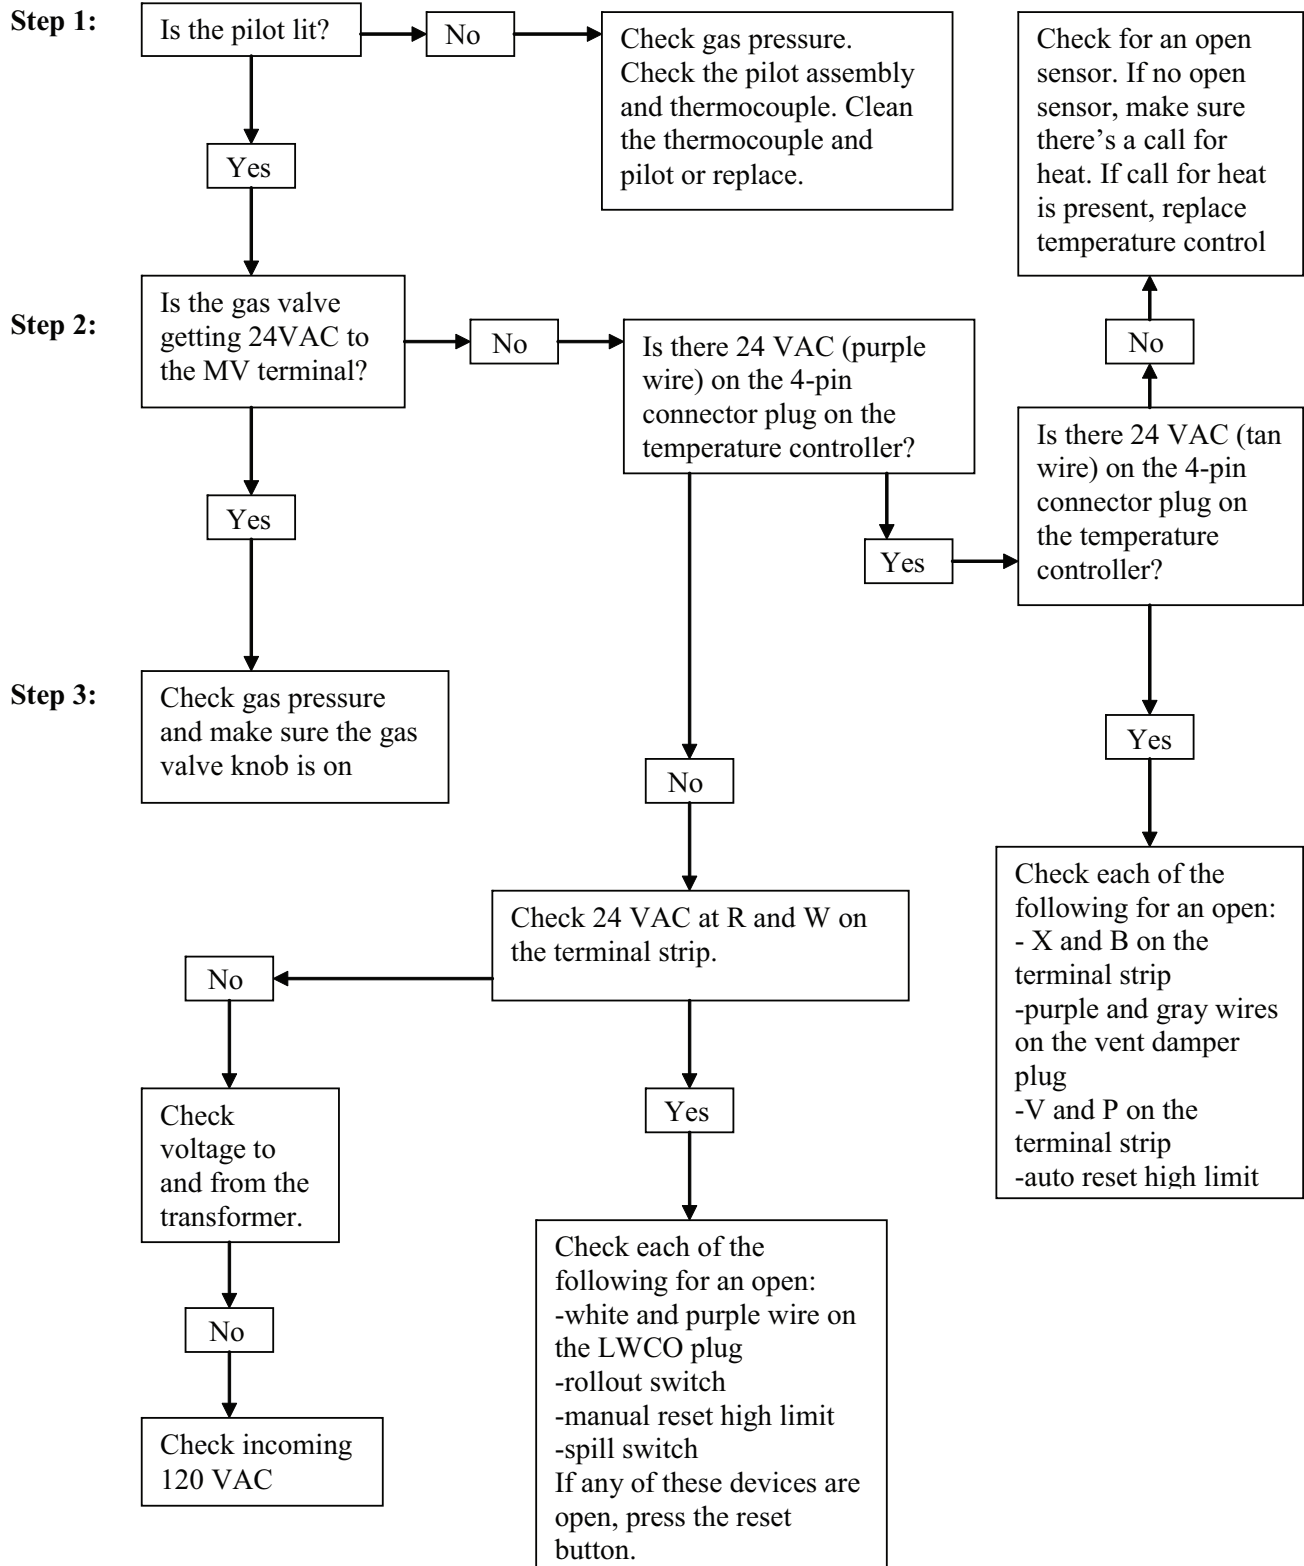 Step 1:
Is the pilot lit?
No
Check gas pressure.
Check the pilot assembly
and thermocouple. Clean
the thermocouple and
pilot or replace.
Check for an open
sensor. If no open
sensor, make sure
there’s a call for
heat. If call for heat
is present, replace
temperature control
Yes
Step 2:
Is the gas valve
getting 24VAC to
the MV terminal?
No
Is there 24 VAC (purple
wire) on the 4-pin
connector plug on the
temperature controller?
No
Is there 24 VAC (tan
wire) on the 4-pin
connector plug on
the temperature
controller?
Yes
Yes
Step 3:
Check gas pressure
and make sure the gas
valve knob is on
Yes
No
Check each of the
following for an open:
- X and B on the
terminal strip
-purple and gray wires
on the vent damper
plug
-V and P on the
terminal strip
-auto reset high limit
Check 24 VAC at R and W on
the terminal strip.
No
Check
voltage to
and from the
transformer.
Yes
No
Check incoming
120 VAC
Check each of the
following for an open:
-white and purple wire on
the LWCO plug
-rollout switch
-manual reset high limit
-spill switch
If any of these devices are
open, press the reset
button.